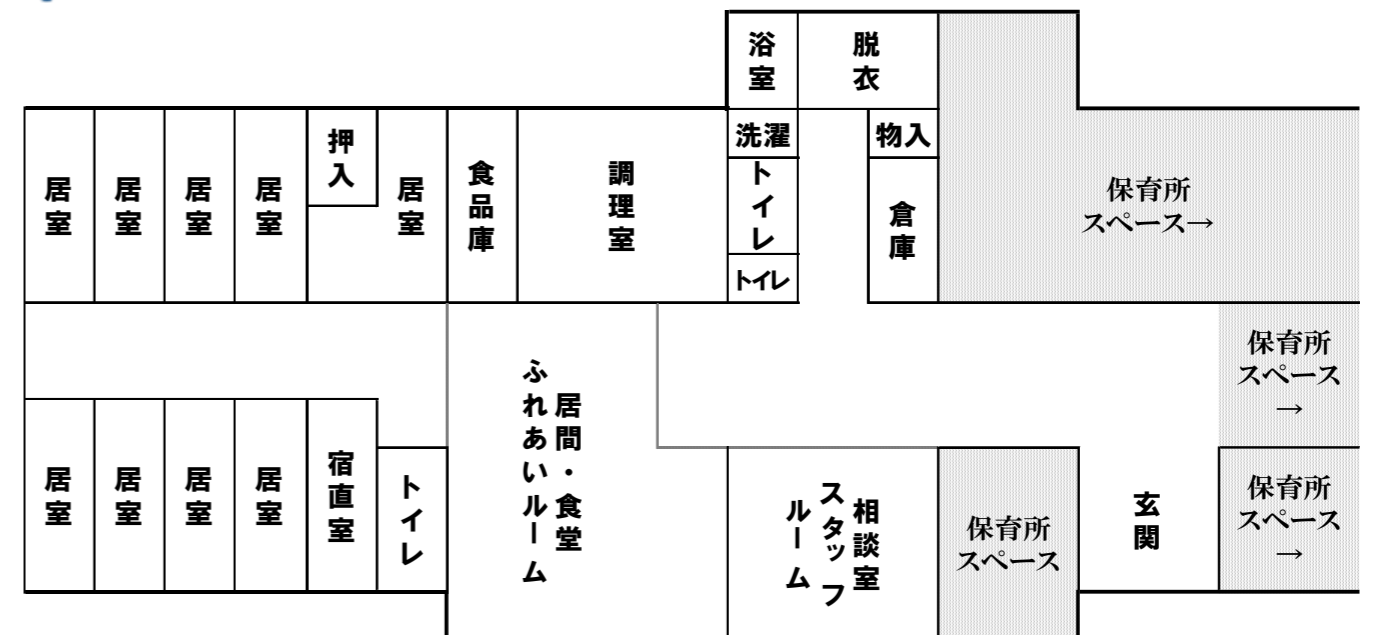 浴室
脱衣
洗濯
物入
居室
居室
居室
居室
押入
居室
食品庫
調理室
トイレ
トイレ
倉庫
保育所
スペース→
保育所
スペース
→
居室
居室
居室
居室
宿直室
トイレ
居間・食堂
ふれあいルーム
相談室
スタッフ
ルーム
保育所
スペース
玄関
保育所
スペース
→